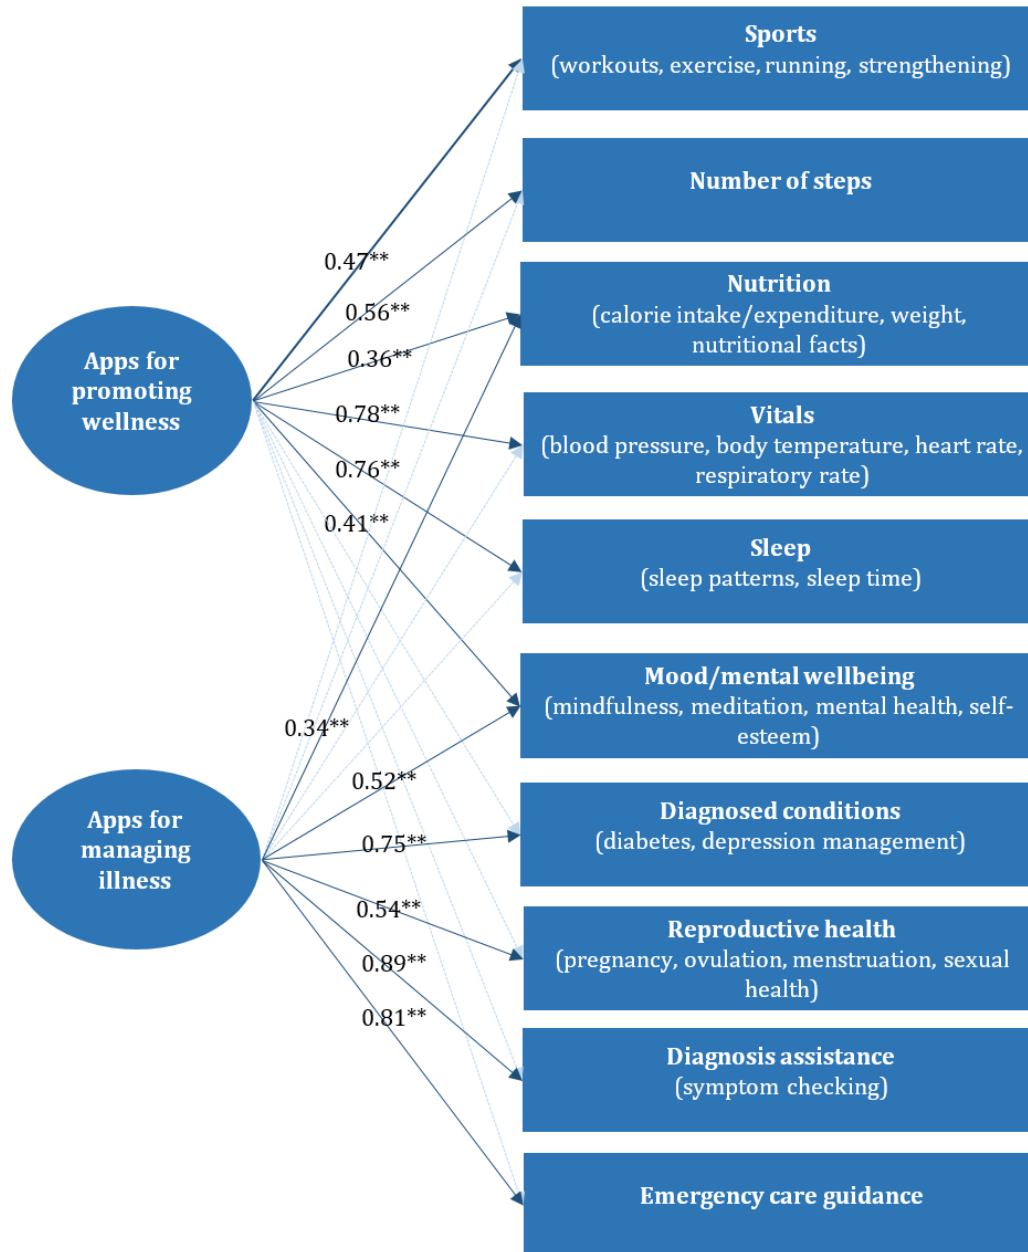 Sports
(workouts, exercise, running, strengthening)
Number of steps
0.47**
Nutrition
(calorie intake/expenditure, weight,
nutritional facts)
0.56**
0.36**
Apps for
promoting
wellness
0.78**
Vitals
(blood pressure, body temperature, heart rate,
respiratory rate)
0.76**
0.41**
Sleep
(sleep patterns, sleep time)
Mood/mental wellbeing
(mindfulness, meditation, mental health, self-
esteem)
0.34**
0.52**
Apps for
managing
illness
Diagnosed conditions
(diabetes, depression management)
0.75**
0.54**
Reproductive health
(pregnancy, ovulation, menstruation, sexual
health)
0.89**
0.81**
Diagnosis assistance
(symptom checking)
Emergency care guidance